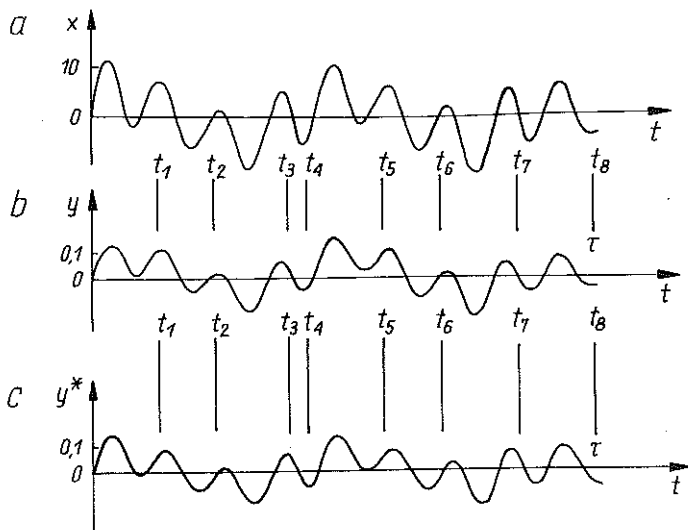 a x
10
0
t
t₁ t₂ t₃ t₄ t₅ t₆ t₇ t₈
b y
τ
0,1
0
t
t₁ t₂ t₃ t₄ t₅ t₆ t₇ t₈
c y*
0,1
τ
0
t